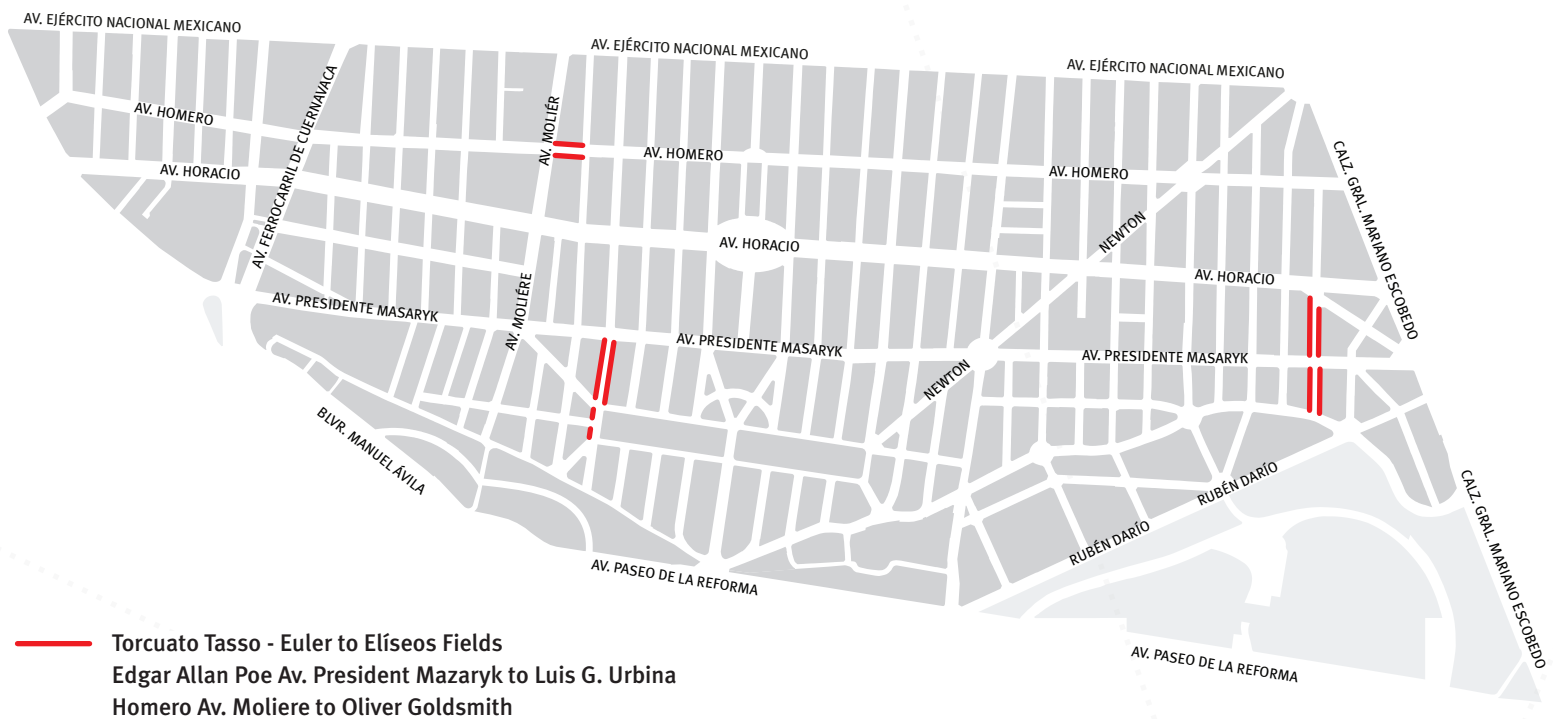 AV. EJÉRCITO NACIONAL MEXICANO
AV. EJÉRCITO NACIONAL MEXICANO
AV. EJÉRCITO NACIONAL MEXICANO
AV. HOMERO
AV. FERROCARRIL DE CUERNAVACA
AV. MOLIÉR
AV. HOMERO
AV. HOMERO
CALZ. GRAL. MARIANO ESCOBEDO
AV. HORACIO
NEWTON
AV. HORACIO
AV. HORACIO
AV. PRESIDENTE MASARYK
AV. MOLIÉRE
AV. PRESIDENTE MASARYK
AV. PRESIDENTE MASARYK
NEWTON
BLVR. MANUEL ÁVILA
RUBÉN DARÍO
RUBÉN DARÍO
CALZ. GRAL. MARIANO ESCOBEDO
AV. PASEO DE LA REFORMA
AV. PASEO DE LA REFORMA
Torcuato Tasso - Euler to Elíseos Fields
Edgar Allan Poe Av. President Mazaryk to Luis G. Urbina
Homero Av. Moliere to Oliver Goldsmith